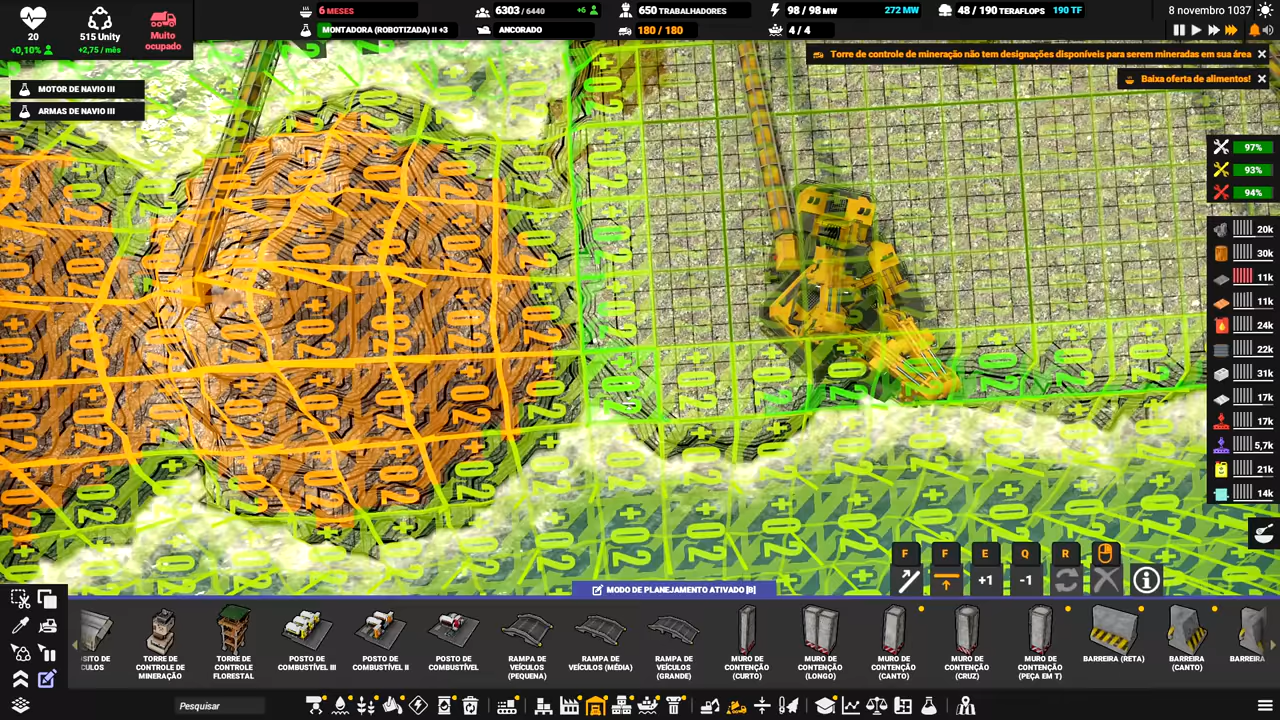 20
+0,10%
515 Unity
+2,75 / mês
Muito ocupado
6 MESES
6303 / 6440
+6
650 TRABALHADORES
98 / 98 MW
272 MW
48 / 190 TERAFLOPS
190 TF
8 novembro 1037
MONTADORA (ROBOTIZADA) II +3
ANCORADO
180 / 180
4 / 4
Torre de controle de mineração não tem designações disponíveis para serem mineradas em sua área
Baixa oferta de alimentos!
MOTOR DE NAVIO III
ARMAS DE NAVIO III
97%
93%
94%
20k
30k
11k
11k
24k
22k
31k
17k
17k
5,7k
21k
14k
F
F
E
Q
R
+1
-1
MODO DE PLANEJAMENTO ATIVADO [B]
SITO DE
CULOS
TORRE DE CONTROLE DE MINERAÇÃO
TORRE DE CONTROLE FLORESTAL
POSTO DE COMBUSTÍVEL III
POSTO DE COMBUSTÍVEL II
POSTO DE COMBUSTÍVEL
RAMPA DE VEÍCULOS (PEQUENA)
RAMPA DE VEÍCULOS (MÉDIA)
RAMPA DE VEÍCULOS (GRANDE)
MURO DE CONTENÇÃO (CURTO)
MURO DE CONTENÇÃO (LONGO)
MURO DE CONTENÇÃO (CANTO)
MURO DE CONTENÇÃO (CRUZ)
MURO DE CONTENÇÃO (PEÇA EM T)
BARREIRA (RETA)
BARREIRA (CANTO)
BARREIRA
Pesquisar